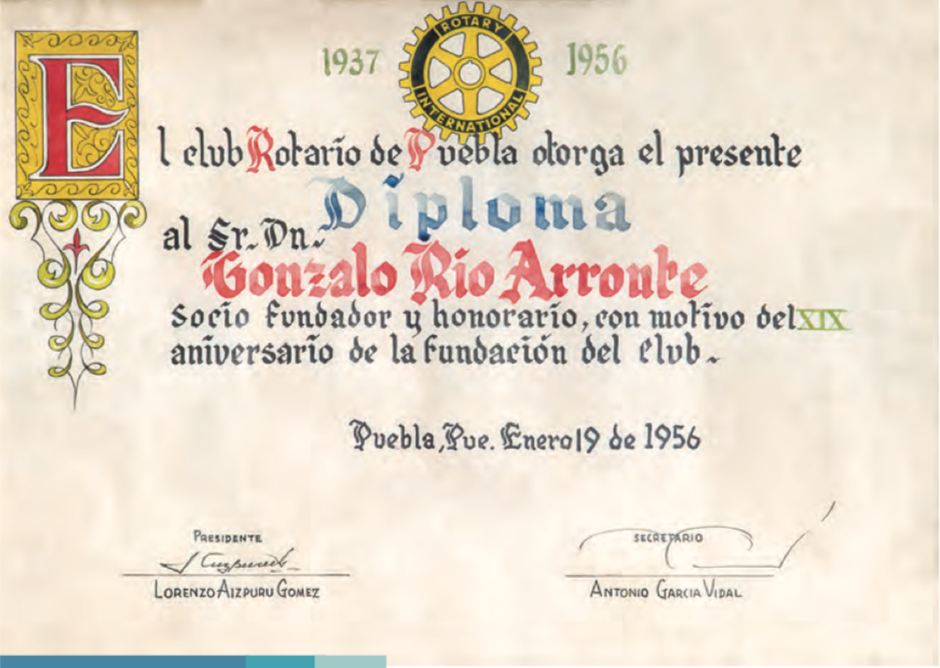 1937 1956
ROTARY
INTERNATIONAL
El club Rotario de Puebla otorga el presente
Diploma
al Sr. Dn.
Gonzalo Río Arronte
socio fundador y honorario, con motivo del XIX
aniversario de la fundación del club.
Puebla, Pue. Enero 19 de 1956
PRESIDENTE
SECRETARIO
LORENZO AIZPURU GOMEZ
ANTONIO GARCIA VIDAL